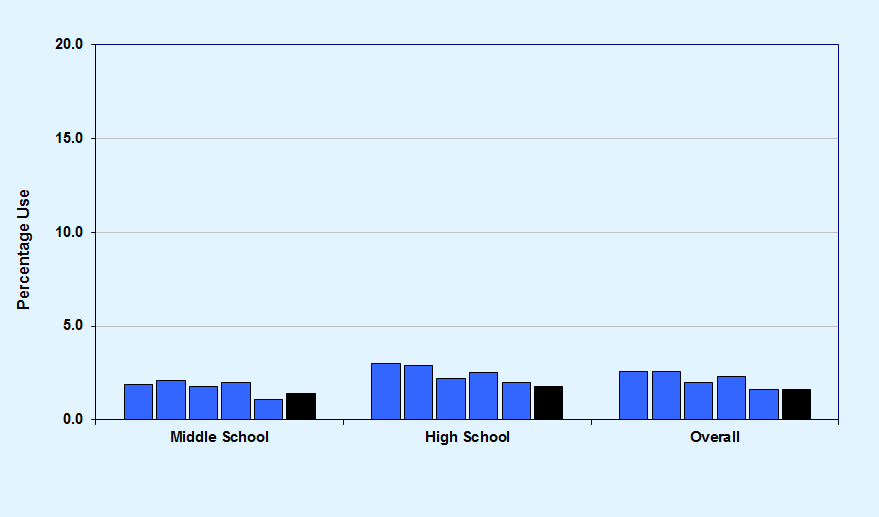 20.0
15.0
10.0
5.0
0.0
Percentage Use
Middle School
High School
Overall